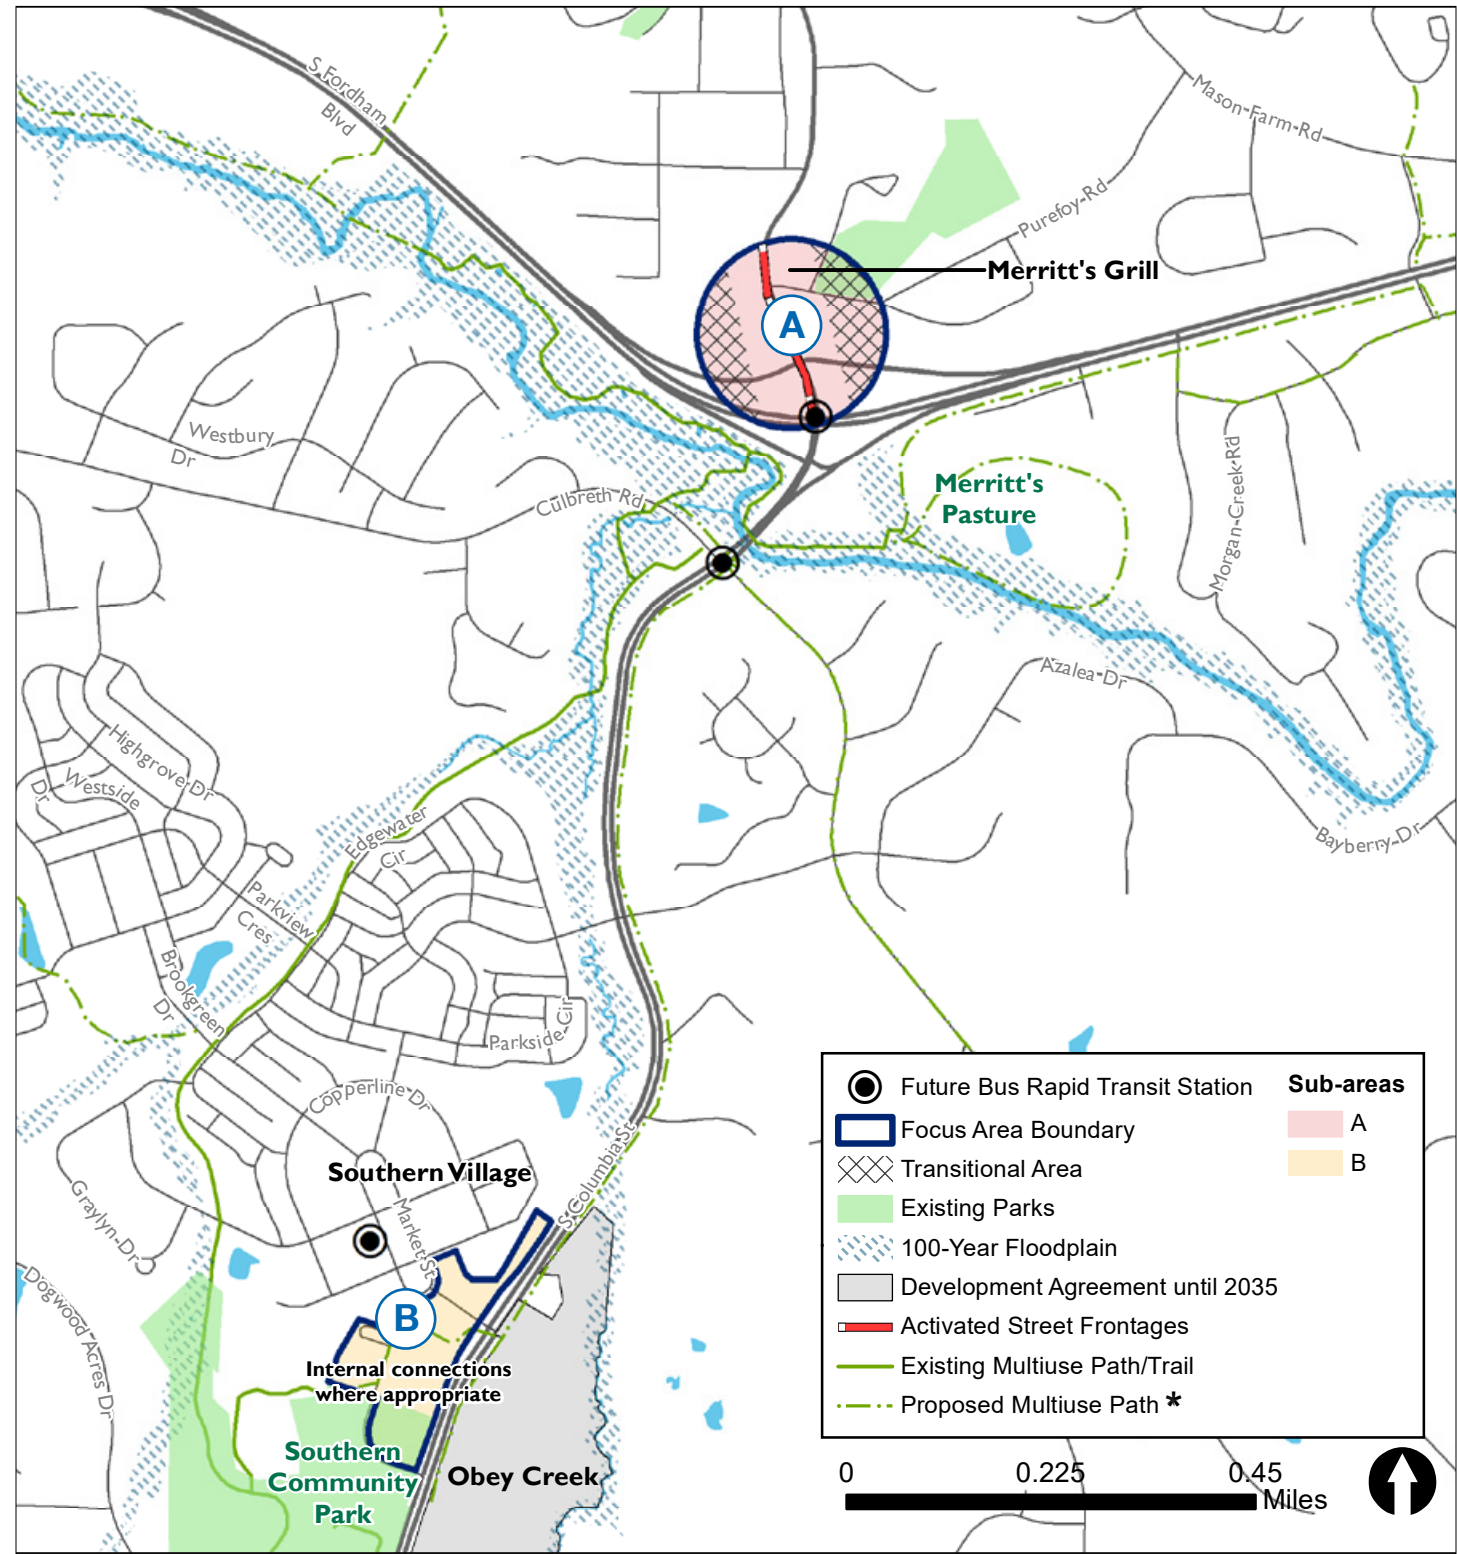 S Fordham
Blvd
Mason-Farm-Rd
Purefoy-Rd
Merritt's Grill
A
Westbury
Dr
Culbreth Rd
Merritt's
Pasture
Morgan-Creek-Rd
Azalea-Dr
Bayberry-Dr
Highgrove-Dr
Westside
Dr
Edgewater
Cir
Parkview
Cres
Brookgreen
Dr
Parkside-Cir
Copperline-Dr
Southern Village
S-Columbia-St
Market-St
Graylyn-Dr
Dogwood Acres Dr
B
Internal connections
where appropriate
Southern
Community
Park
Obey Creek
Future Bus Rapid Transit Station
Focus Area Boundary
Transitional Area
Existing Parks
100-Year Floodplain
Development Agreement until 2035
Activated Street Frontages
Existing Multiuse Path/Trail
Proposed Multiuse Path *
Sub-areas
A
B
0 0.225 0.45
Miles